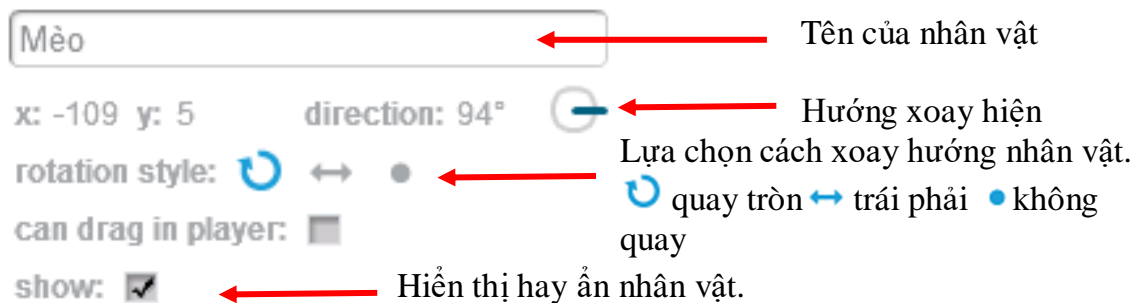 Mèo
Tên của nhân vật
x: -109 y: 5 direction: 94°
Hướng xoay hiện
rotation style:
Lựa chọn cách xoay hướng nhân vật.
quay tròn trái phải không
quay
can drag in player:
show:
Hiển thị hay ẩn nhân vật.